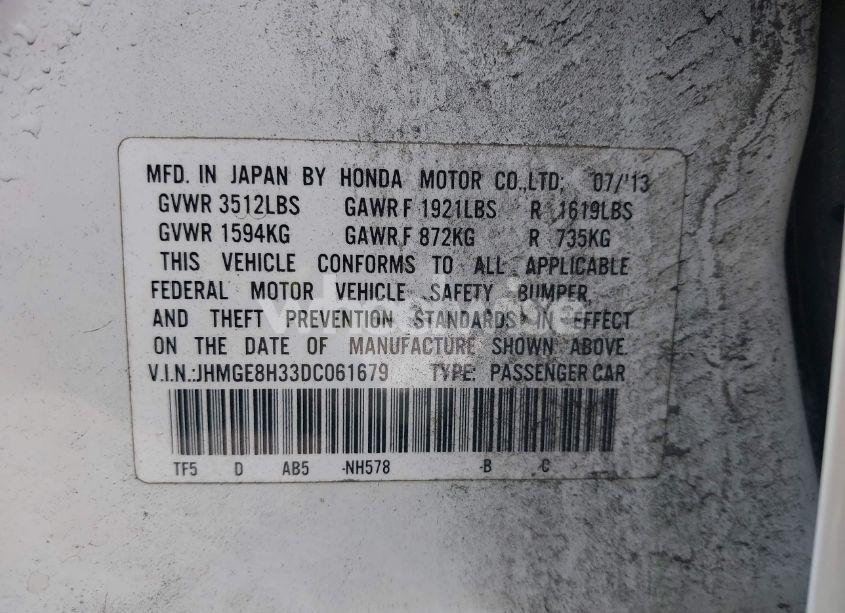 MFD. IN JAPAN BY HONDA MOTOR CO.,LTD; 07/'13
GVWR 3512LBS GAWR F 1921LBS R 1619LBS
GVWR 1594KG GAWR F 872KG R 735KG
THIS VEHICLE CONFORMS TO ALL APPLICABLE
FEDERAL MOTOR VEHICLE SAFETY BUMPER,
AND THEFT PREVENTION STANDARDS IN EFFECT
ON THE DATE OF MANUFACTURE SHOWN ABOVE.
V.I.N.:JHMGE8H33DC061679 TYPE: PASSENGER CAR
TF5 D AB5 -NH578 -B C